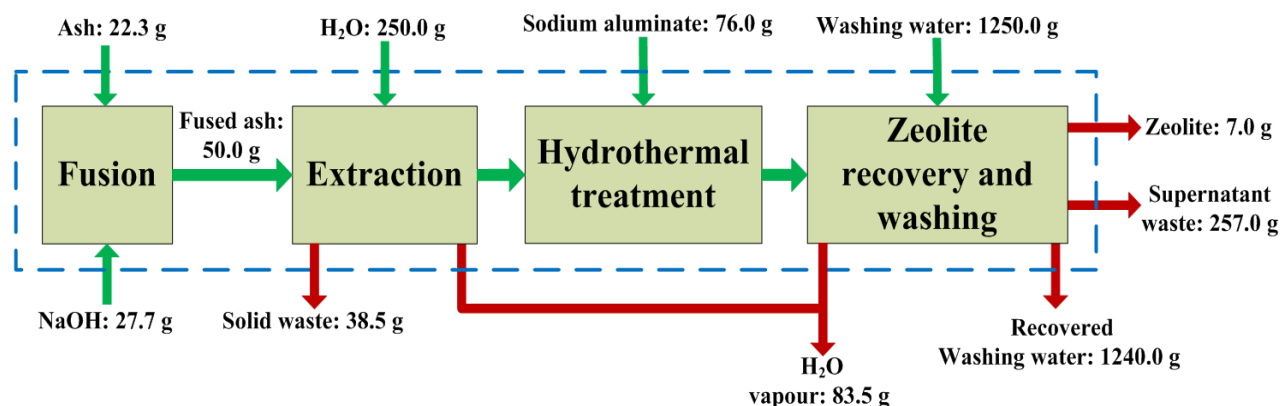 Ash: 22.3 g
H₂O: 250.0 g
Sodium aluminate: 76.0 g
Washing water: 1250.0 g
Fused ash:
50.0 g
Fusion
Extraction
Hydrothermal
treatment
Zeolite
recovery and
washing
Zeolite: 7.0 g
Supernatant
waste: 257.0 g
NaOH: 27.7 g
Solid waste: 38.5 g
H₂O
vapour: 83.5 g
Recovered
Washing water: 1240.0 g